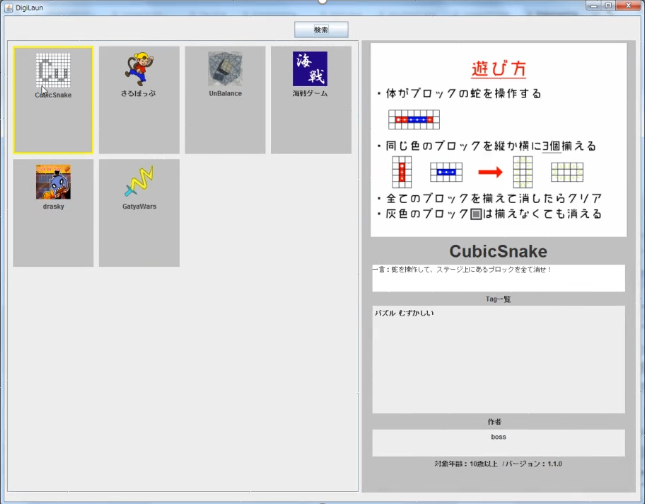 DigiLaun
検索
CubicSnake
さるぱっぷ
UnBalance
海戦
海戦ゲーム
drasky
GatyaWars
遊び方
・体がブロックの蛇を操作する
・同じ色のブロックを縦か横に3個揃える
・全てのブロックを揃えて消したらクリア
・灰色のブロック は揃えなくても消える
CubicSnake
一言：蛇を操作して、ステージ上にあるブロックを全て消せ！
Tag一覧
パズル むずかしい
作者
boss
対象年齢：10歳以上 /バージョン：1.1.0